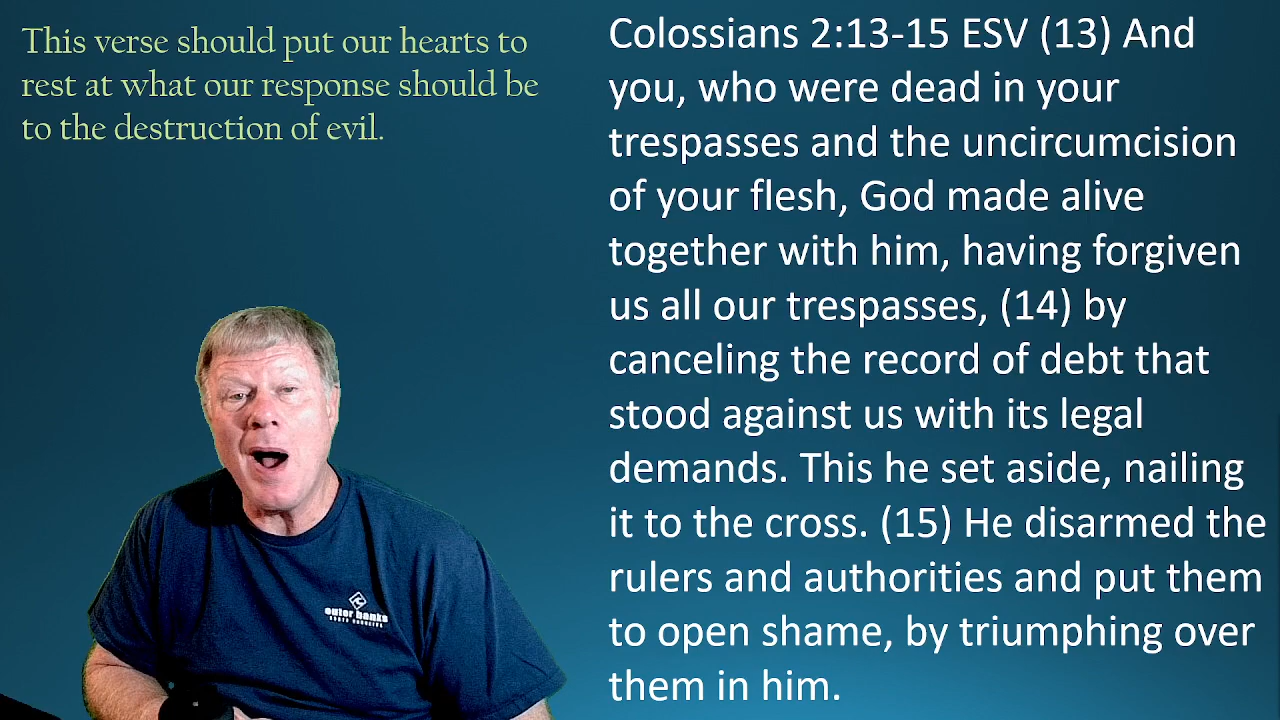 This verse should put our hearts to
rest at what our response should be
to the destruction of evil.
Colossians 2:13-15 ESV (13) And
you, who were dead in your
trespasses and the uncircumcision
of your flesh, God made alive
together with him, having forgiven
us all our trespasses, (14) by
canceling the record of debt that
stood against us with its legal
demands. This he set aside, nailing
it to the cross. (15) He disarmed the
rulers and authorities and put them
to open shame, by triumphing over
them in him.
outer banks